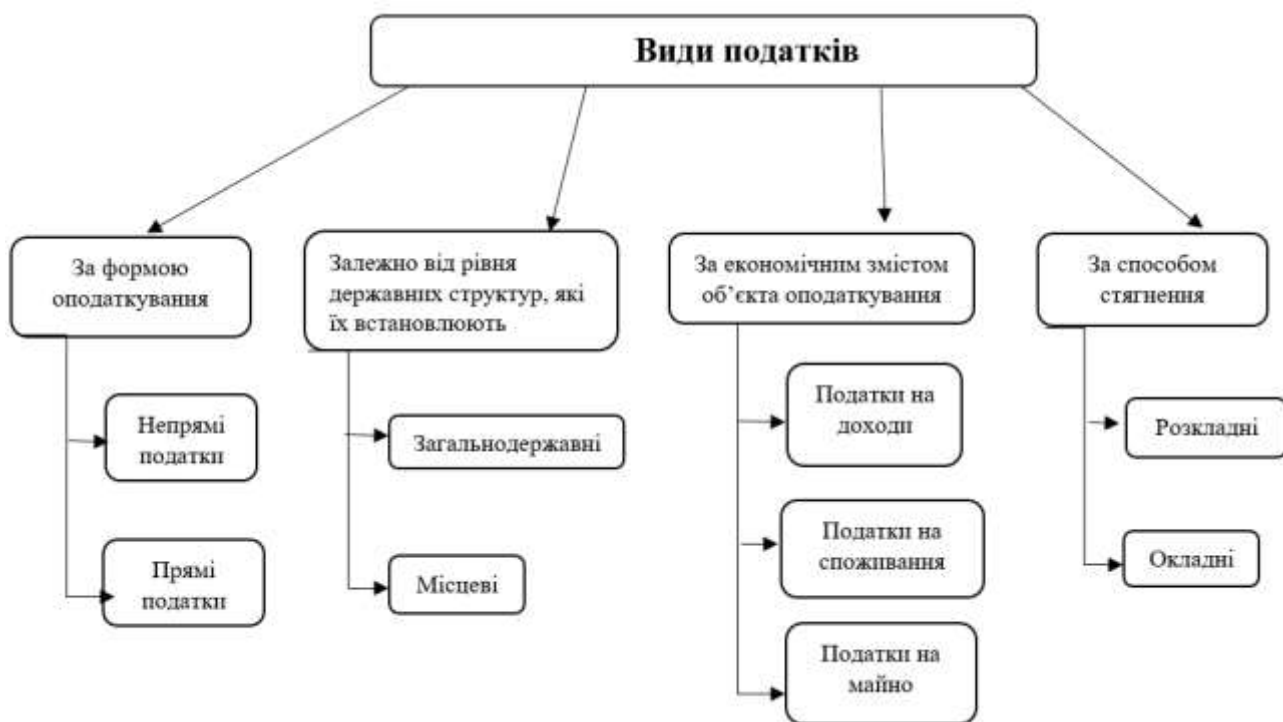 Види податків
За формою
оподаткування
Залежно від рівня
державних структур, які
їх встановлюють
За економічним змістом
об’єкта оподаткування
За способом
стягнення
Непрямі
податки
Прямі
податки
Загальнодержавні
Місцеві
Податки на
доходи
Податки на
споживання
Податки на
майно
Розкладні
Окладні